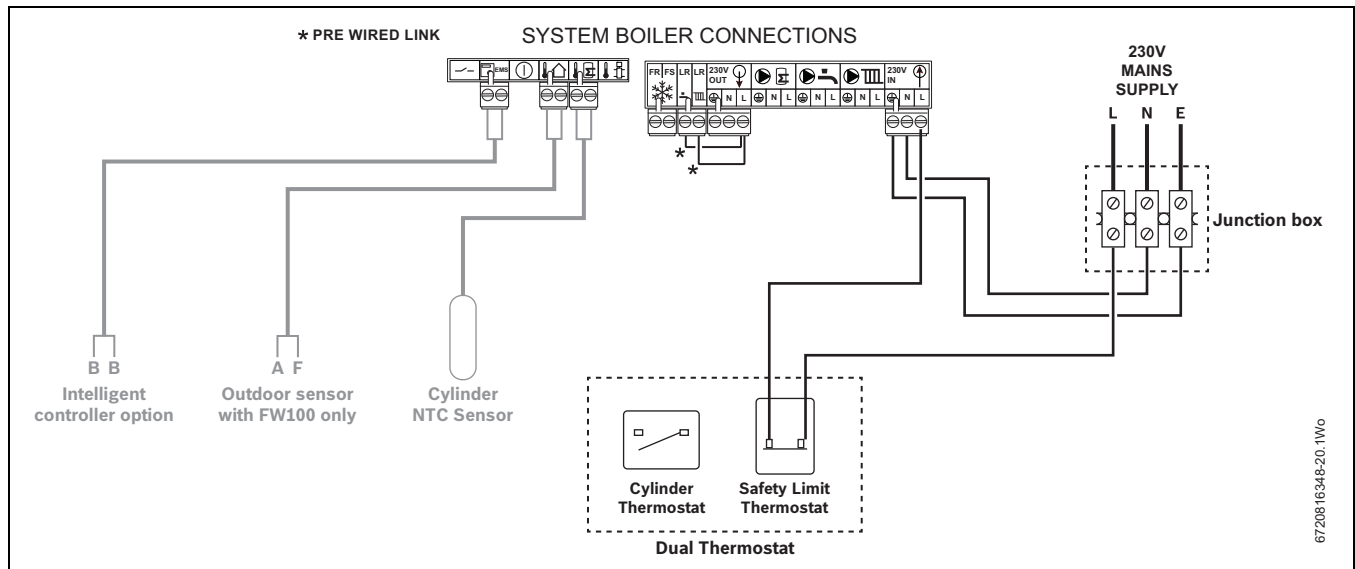 * PRE WIRED LINK
SYSTEM BOILER CONNECTIONS
230V
MAINS
SUPPLY
L N E
EMS
FR FS LR LR 230V OUT
230V IN
N L N L N L N L N L
*
*
Junction box
B B
Intelligent
controller option
A F
Outdoor sensor
with FW100 only
Cylinder
NTC Sensor
Cylinder
Thermostat
Safety Limit
Thermostat
Dual Thermostat
6720816348-20.1Wo